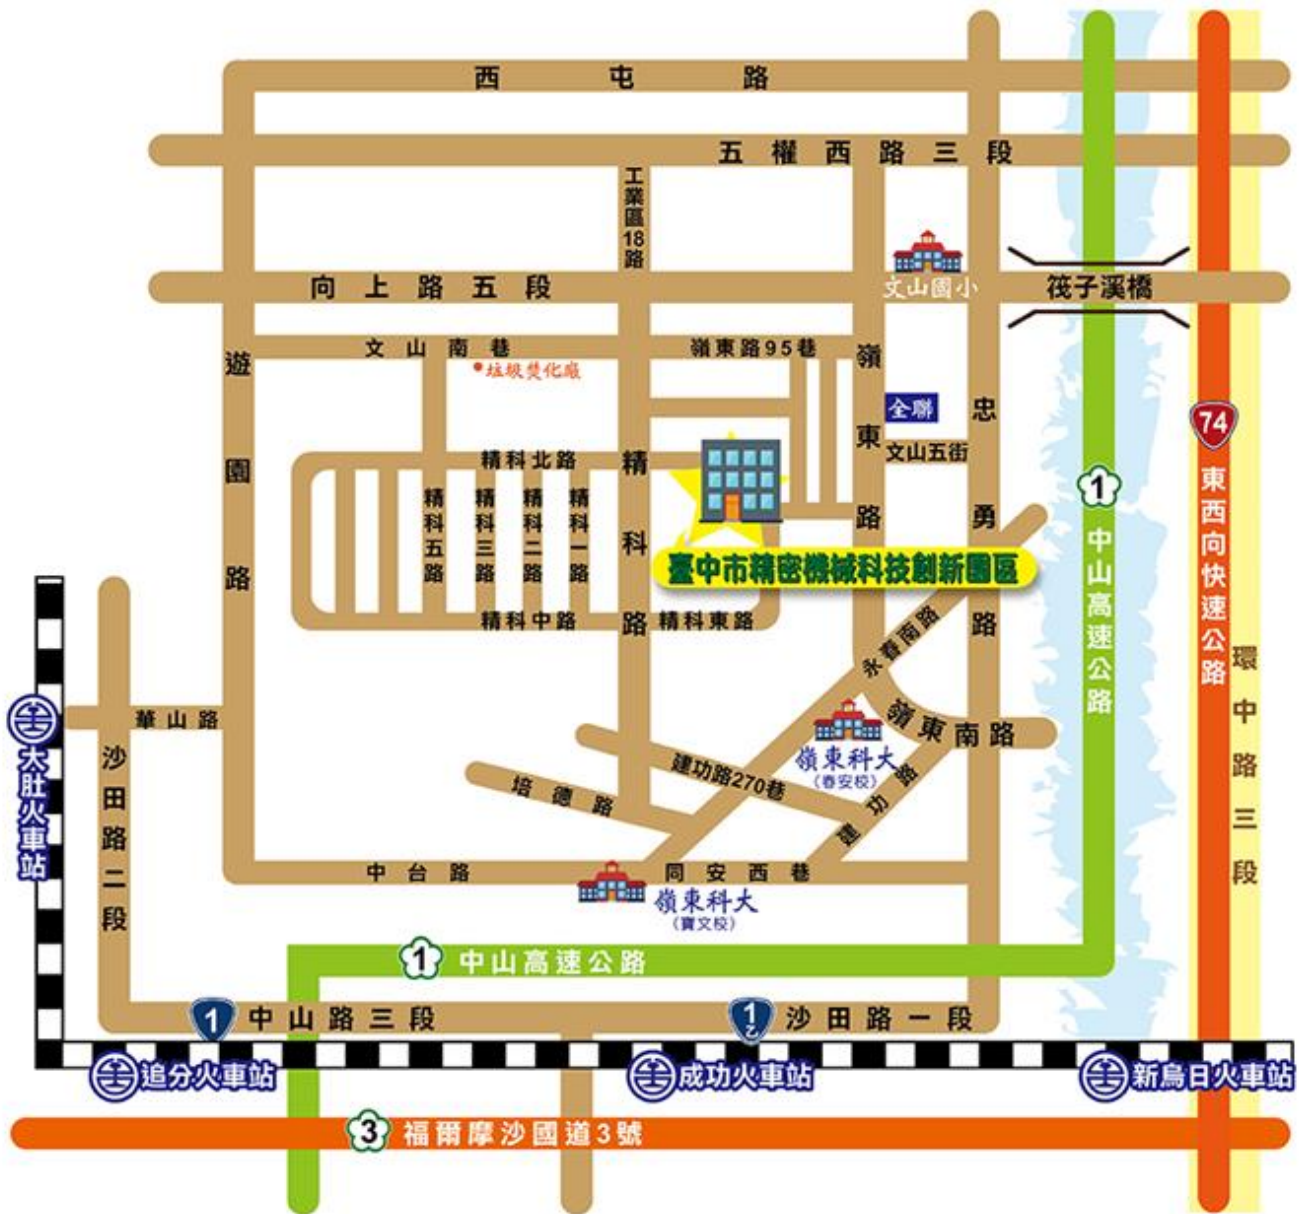 西屯路
五權西路三段
工業區18路
文山國小
向上路五段
筏子溪橋
文山南巷
嶺東路95巷
垃圾焚化廠
遊園路
嶺東路
全聯
忠勇路
74
東西向快速公路
文山五街
精科北路
精科路
精科五路
精科三路
精科二路
精科一路
1
中山高速公路
臺中市精密機械科技創新園區
精科中路
精科東路
永春南路
環中路三段
華山路
大肚火車站
沙田路二段
嶺東南路
嶺東科大
(春安校)
建功路270巷
培德路
建功路
中台路
同安西巷
嶺東科大
(寶文校)
1
中山高速公路
1
中山路三段
1乙
沙田路一段
追分火車站
成功火車站
新烏日火車站
3
福爾摩沙國道3號